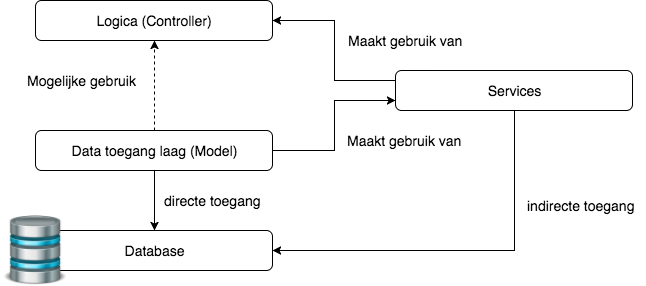 Logica (Controller)
Maakt gebruik van
Mogelijke gebruik
Services
Data toegang laag (Model)
Maakt gebruik van
directe toegang
indirecte toegang
Database